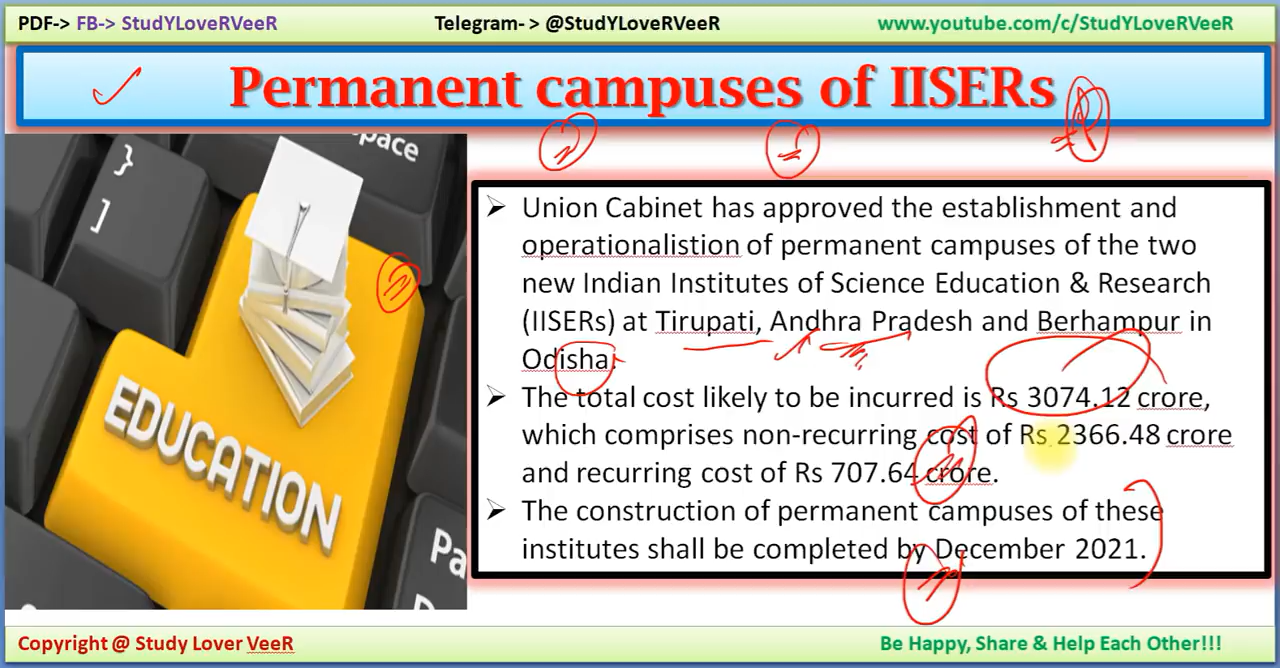 PDF-> FB-> StudYLoveRVeeR
Telegram- > @StudYLoveRVeeR
www.youtube.com/c/StudYLoveRVeeR
Permanent campuses of IISERs
pace
}
]
EDUCATION
Pa
➤ Union Cabinet has approved the establishment and
operationalistion of permanent campuses of the two
new Indian Institutes of Science Education & Research
(IISERs) at Tirupati, Andhra Pradesh and Berhampur in
Odisha.
➤ The total cost likely to be incurred is Rs 3074.12 crore,
which comprises non-recurring cost of Rs 2366.48 crore
and recurring cost of Rs 707.64 crore.
➤ The construction of permanent campuses of these
institutes shall be completed by December 2021.
Copyright @ Study Lover VeeR
Be Happy, Share & Help Each Other!!!